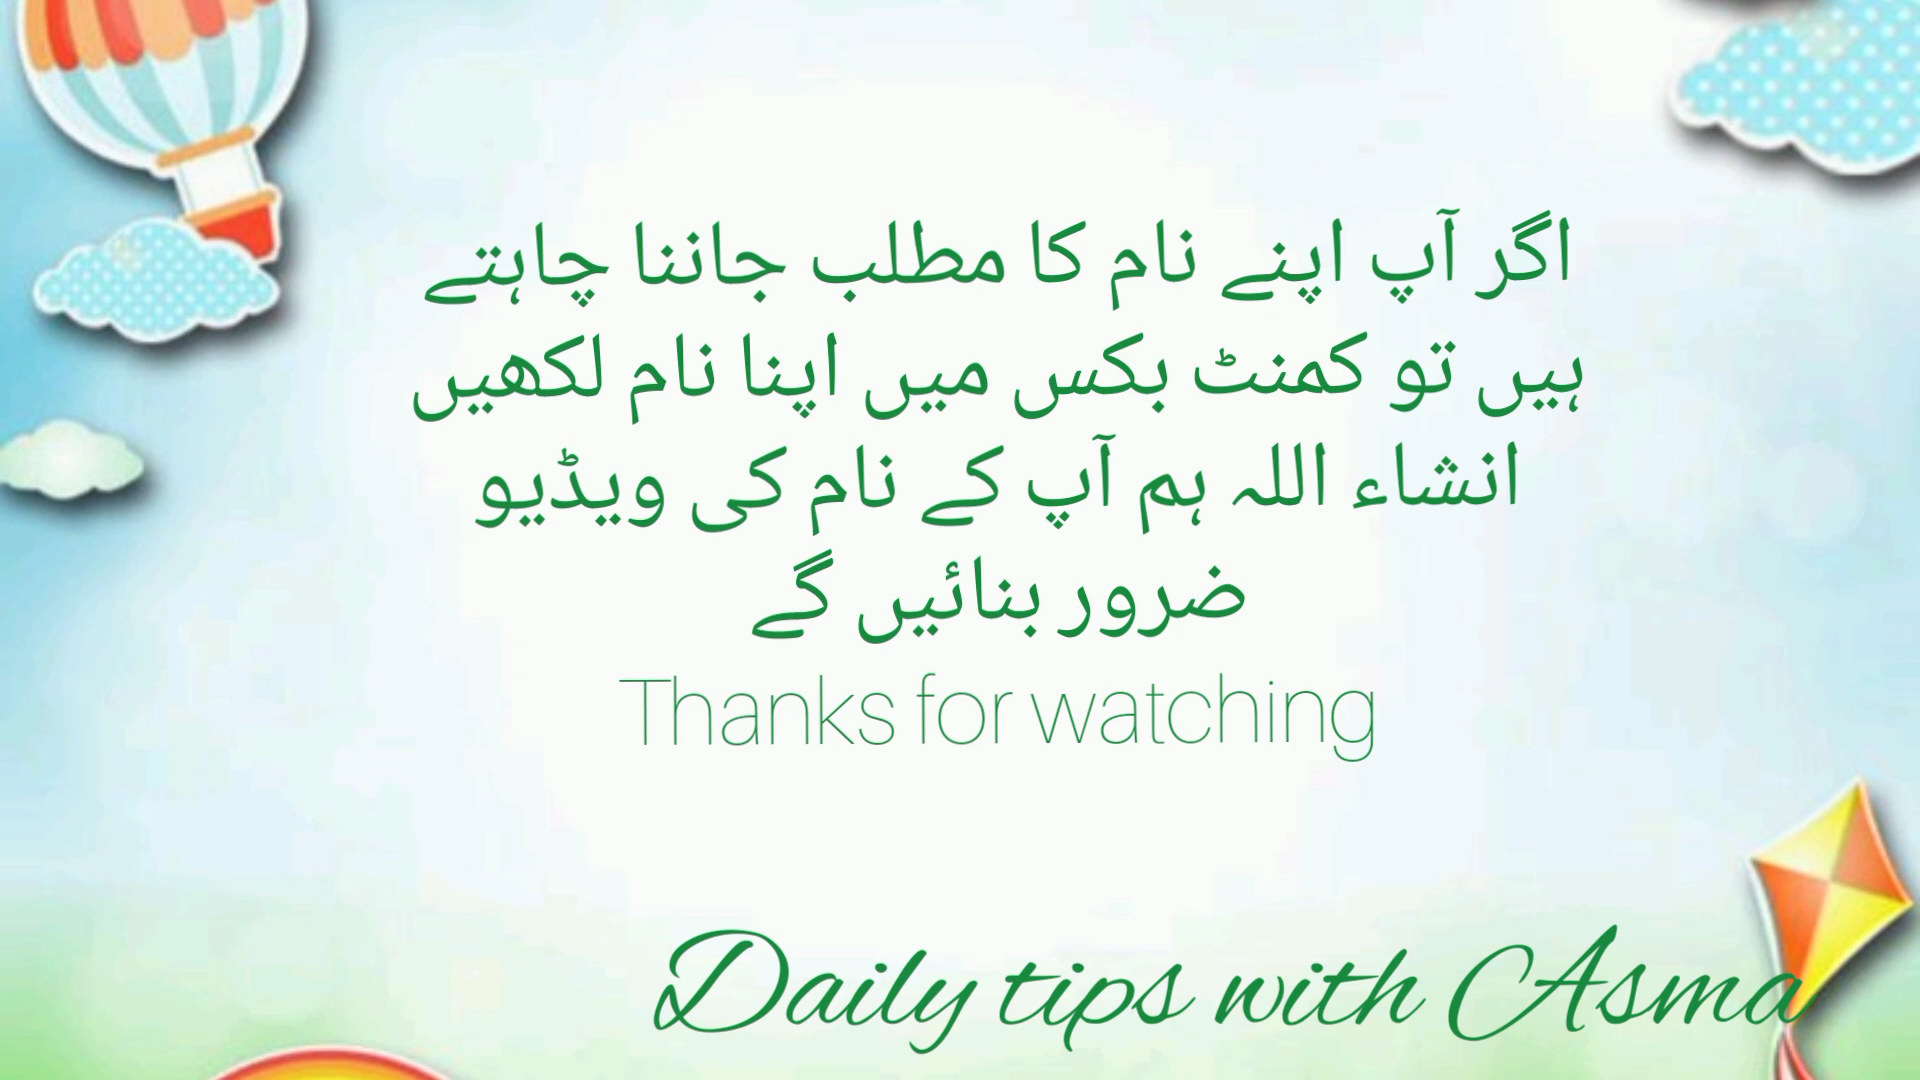 اگر آپ اپنے نام کا مطلب جاننا چاہتے
ہیں تو کمنٹ بکس میں اپنا نام لکھیں
انشاء اللہ ہم آپ کے نام کی ویڈیو
ضرور بنائیں گے
Thanks for watching
Daily tips with Asma